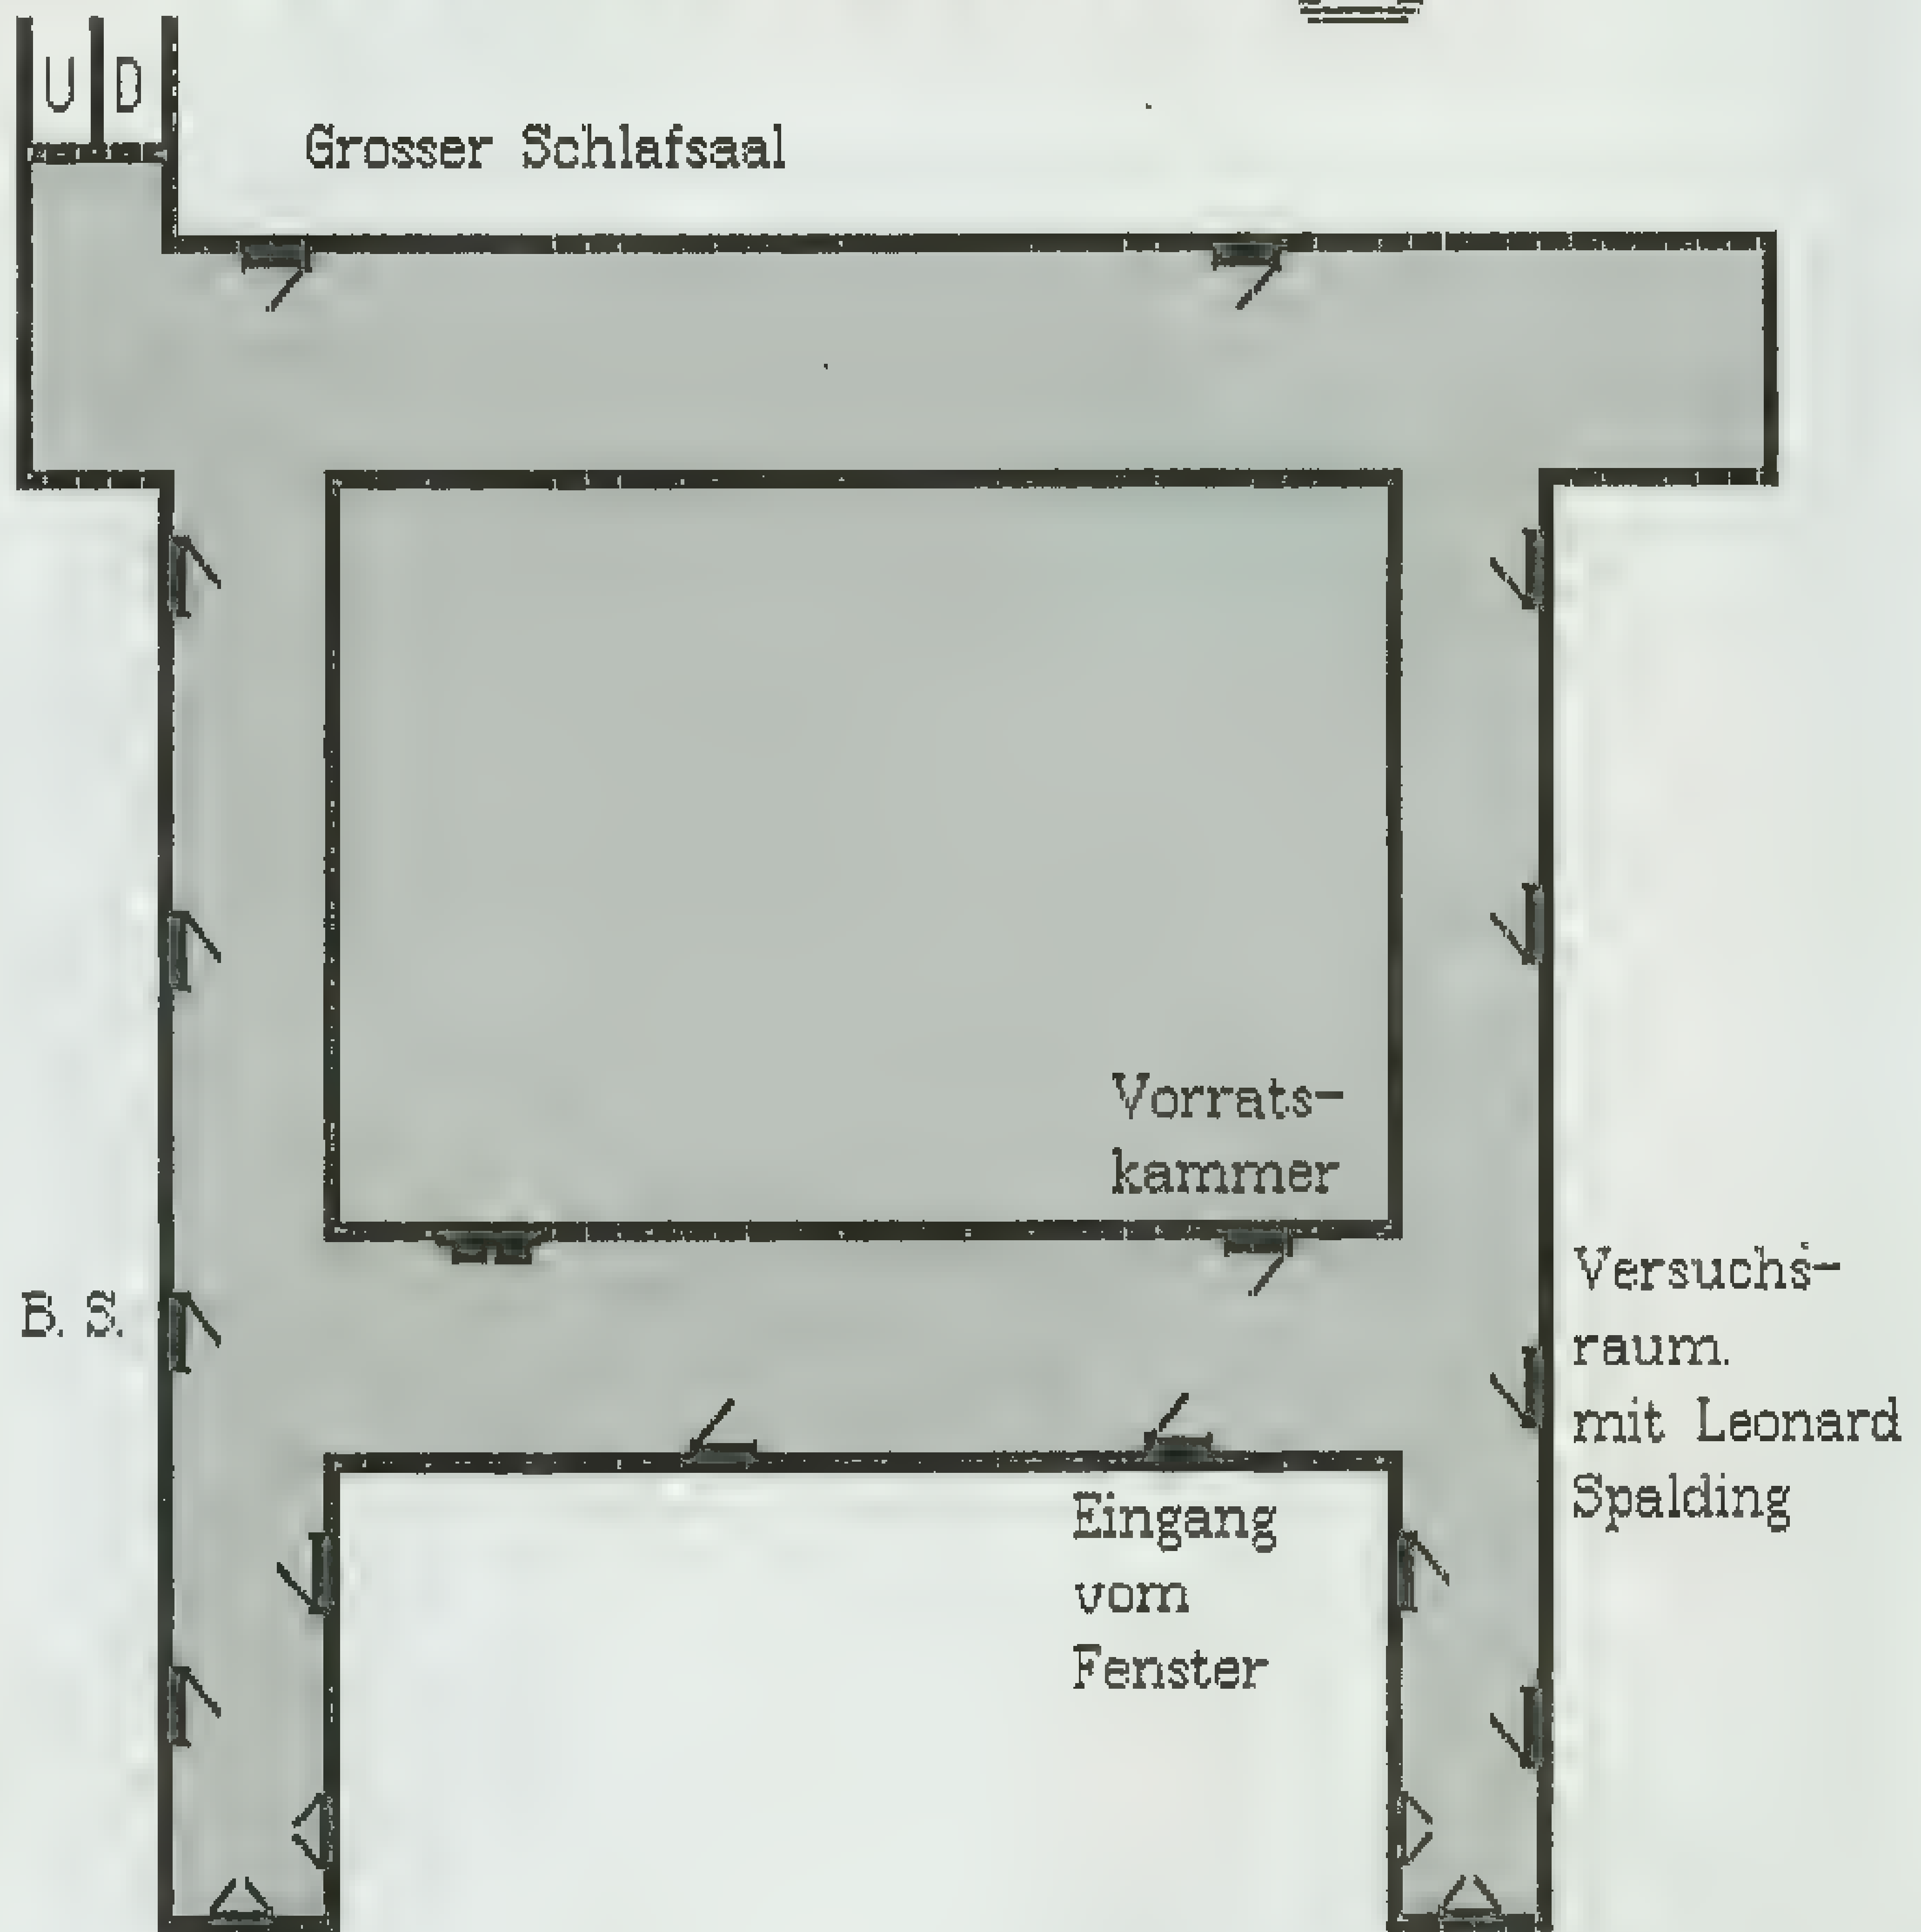 U D
Grosser Schlafsaal
Vorrats-
kammer
B. S.
Versuchs-
raum.
mit Leonard
Spalding
Eingang
vom
Fenster